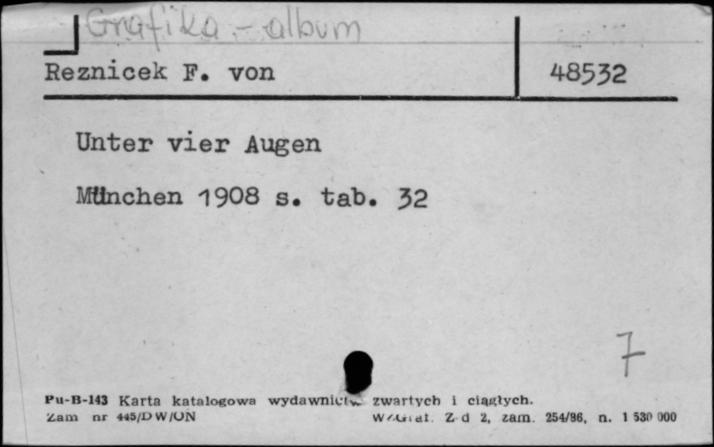 Grafika - album
Reznicek F. von
48532
Unter vier Augen
München 1908 s. tab. 32
7
Pu-B-143 Karta katalogowa wydawnictw zwartych i ciągłych.
Zam nr 445/DW/ON
Z-d 2, zam. 254/86, n. 1 530 000